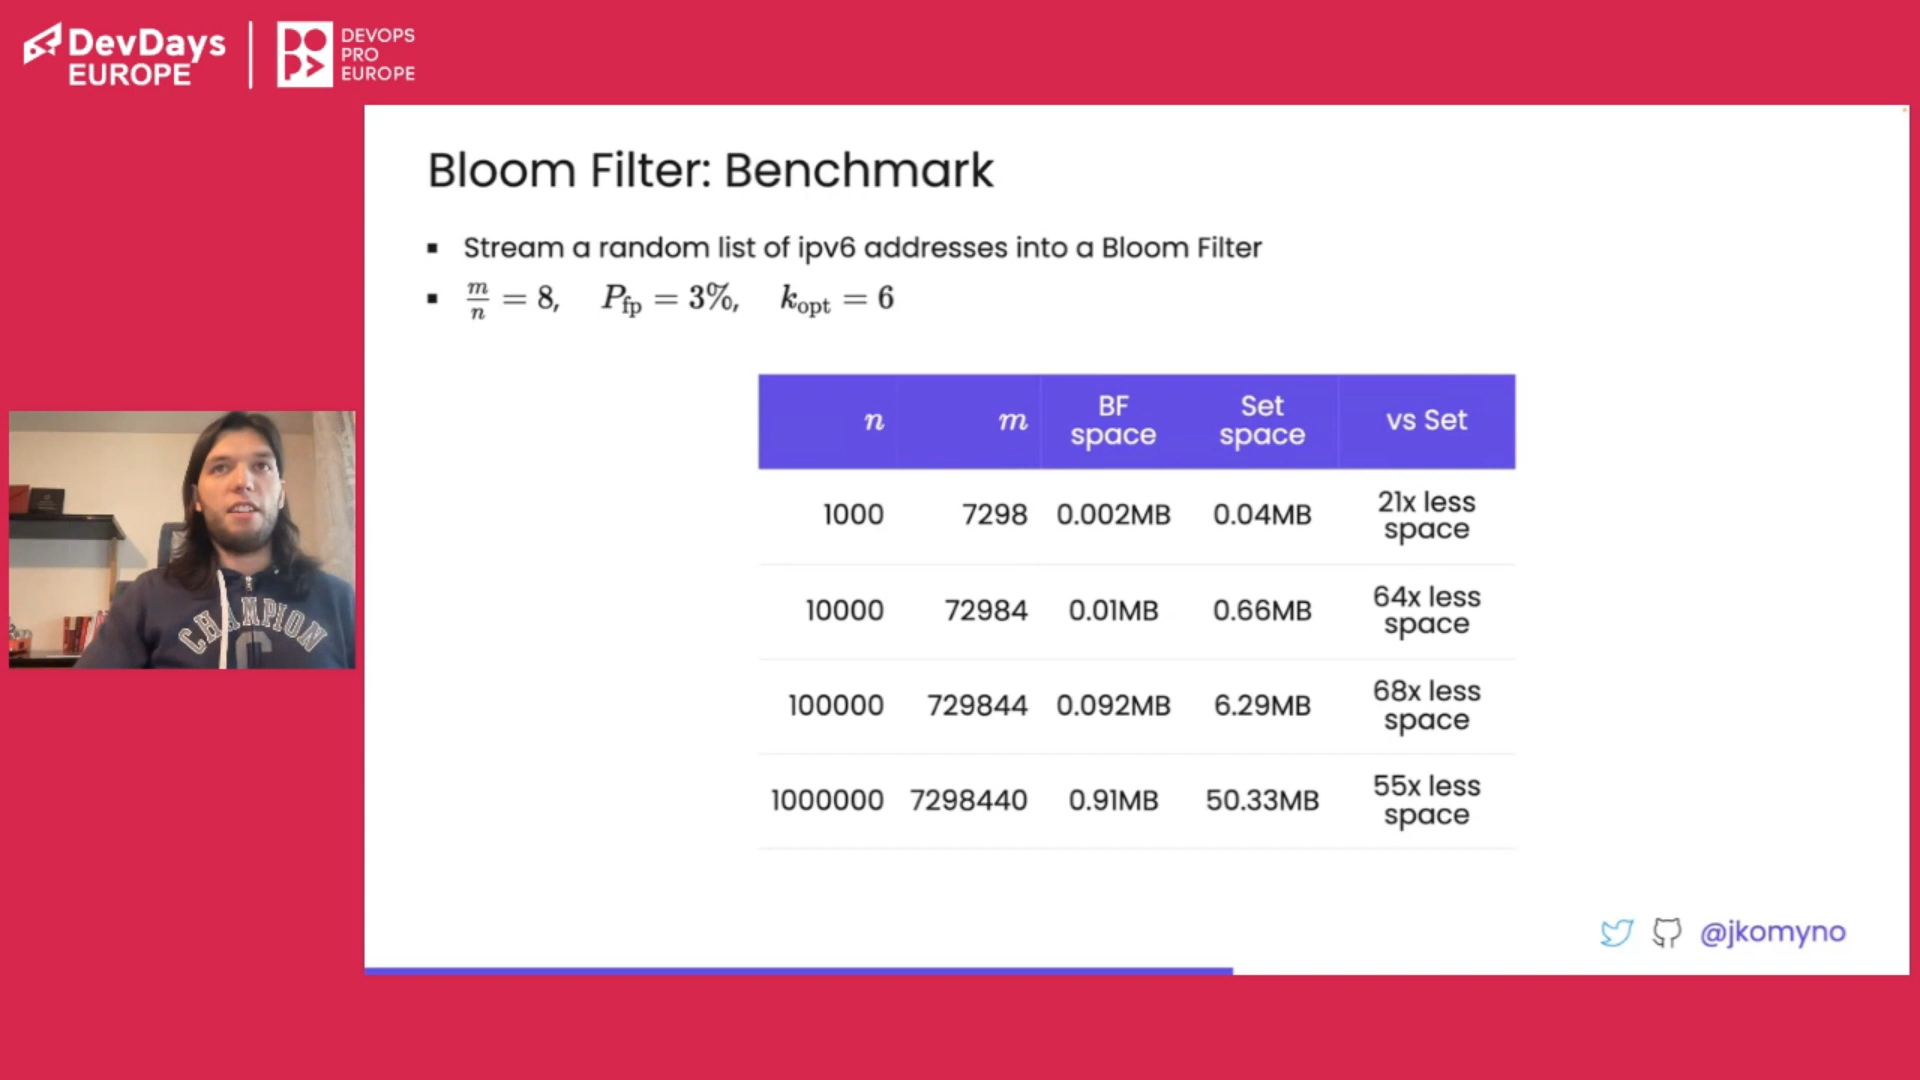 DevDays
EUROPE
DEVOPS
PRO
EUROPE
Bloom Filter: Benchmark
▪ Stream a random list of ipv6 addresses into a Bloom Filter
▪ m/n = 8, P_fp = 3%, k_opt = 6
n m BF space Set space vs Set
1000 7298 0.002MB 0.04MB 21x less space
10000 72984 0.01MB 0.66MB 64x less space
100000 729844 0.092MB 6.29MB 68x less space
1000000 7298440 0.91MB 50.33MB 55x less space
@jkomyno
CHAMPION